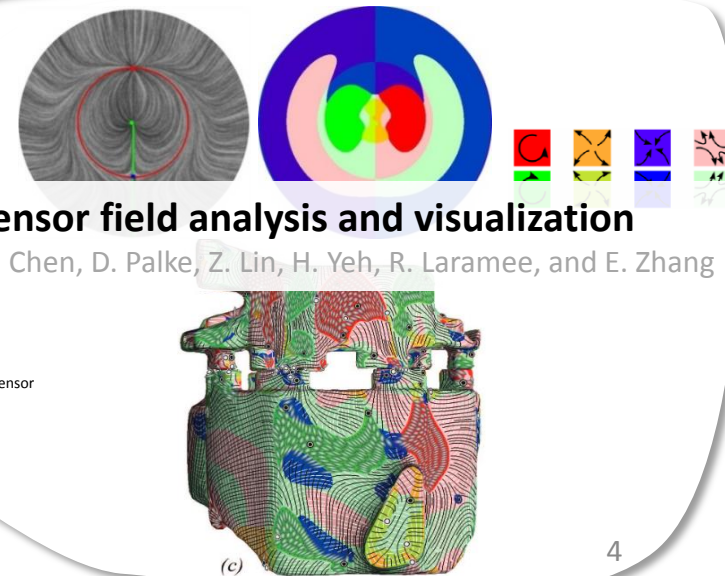 ensor field analysis and visualization
Chen, D. Palke, Z. Lin, H. Yeh, R. Laramee, and E. Zhang
ensor
(c)
4